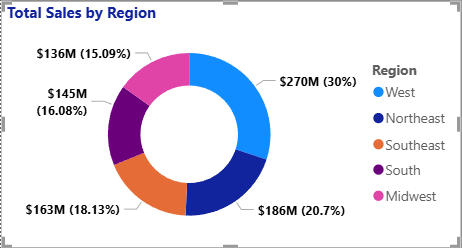 Total Sales by Region
$136M (15.09%)
$270M (30%)
$145M
(16.08%)
$163M (18.13%)
$186M (20.7%)
Region
West
Northeast
Southeast
South
Midwest